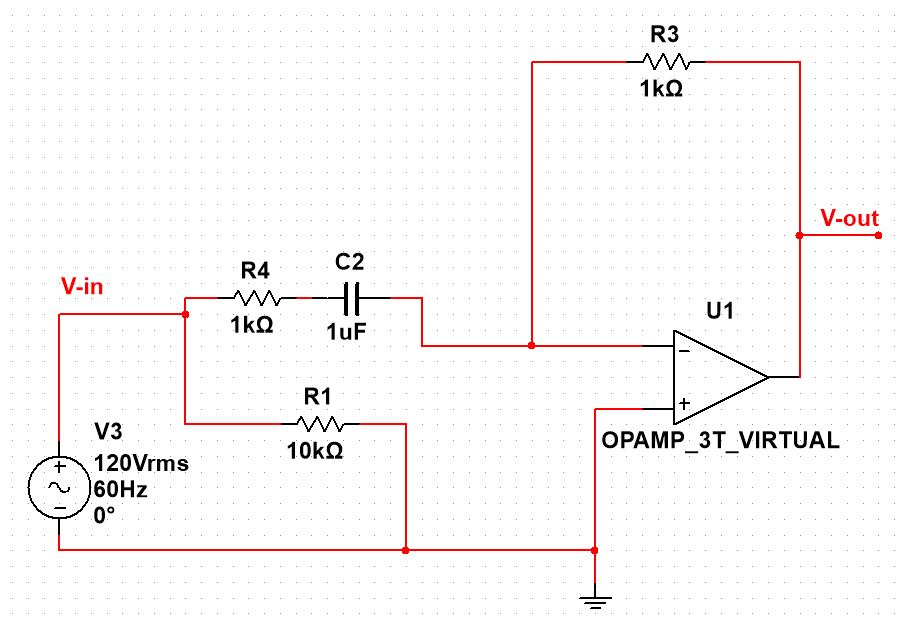 R3
1kΩ
V-out
R4
C2
V-in
1kΩ
1uF
U1
R1
10kΩ
V3
120Vrms
60Hz
0°
OPAMP_3T_VIRTUAL